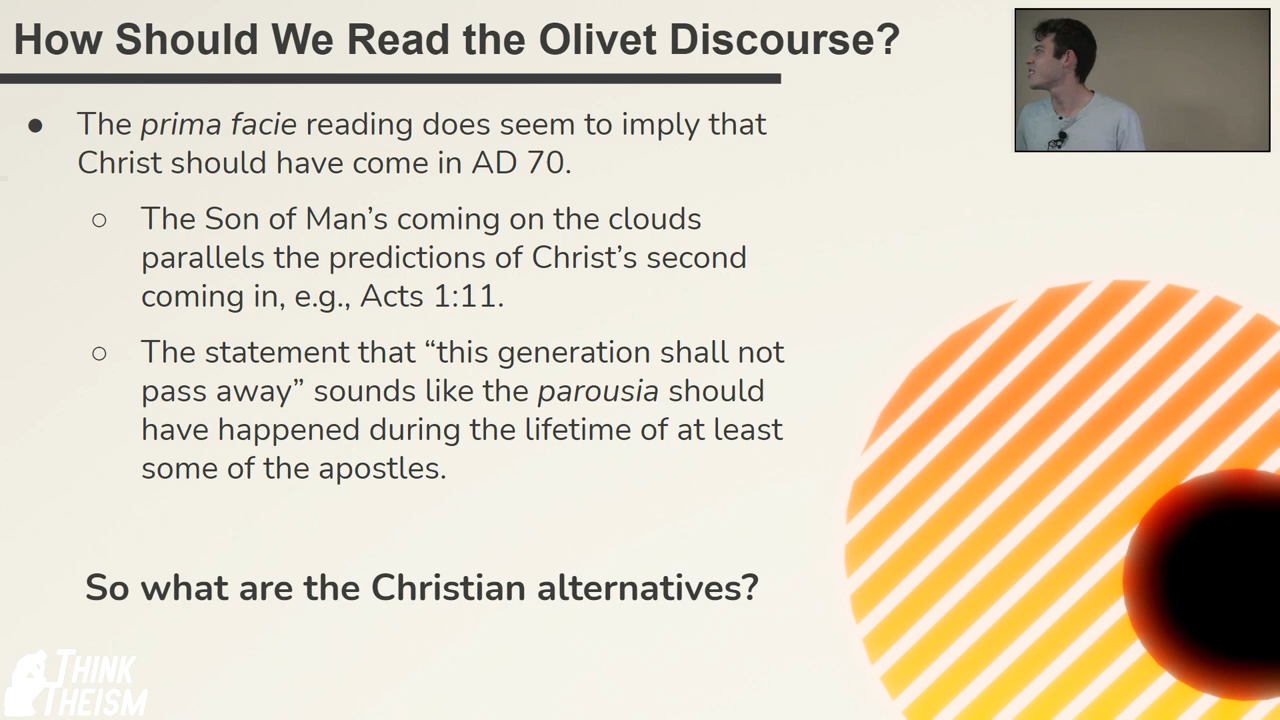 How Should We Read the Olivet Discourse?
● The prima facie reading does seem to imply that
Christ should have come in AD 70.
○ The Son of Man’s coming on the clouds
parallels the predictions of Christ’s second
coming in, e.g., Acts 1:11.
○ The statement that “this generation shall not
pass away” sounds like the parousia should
have happened during the lifetime of at least
some of the apostles.
So what are the Christian alternatives?
THINK
THEISM